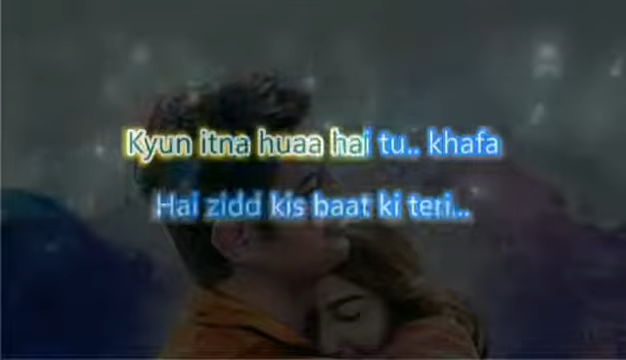 Kyun itna huaa hai tu.. khafa
Hai zidd kis baat ki teri...